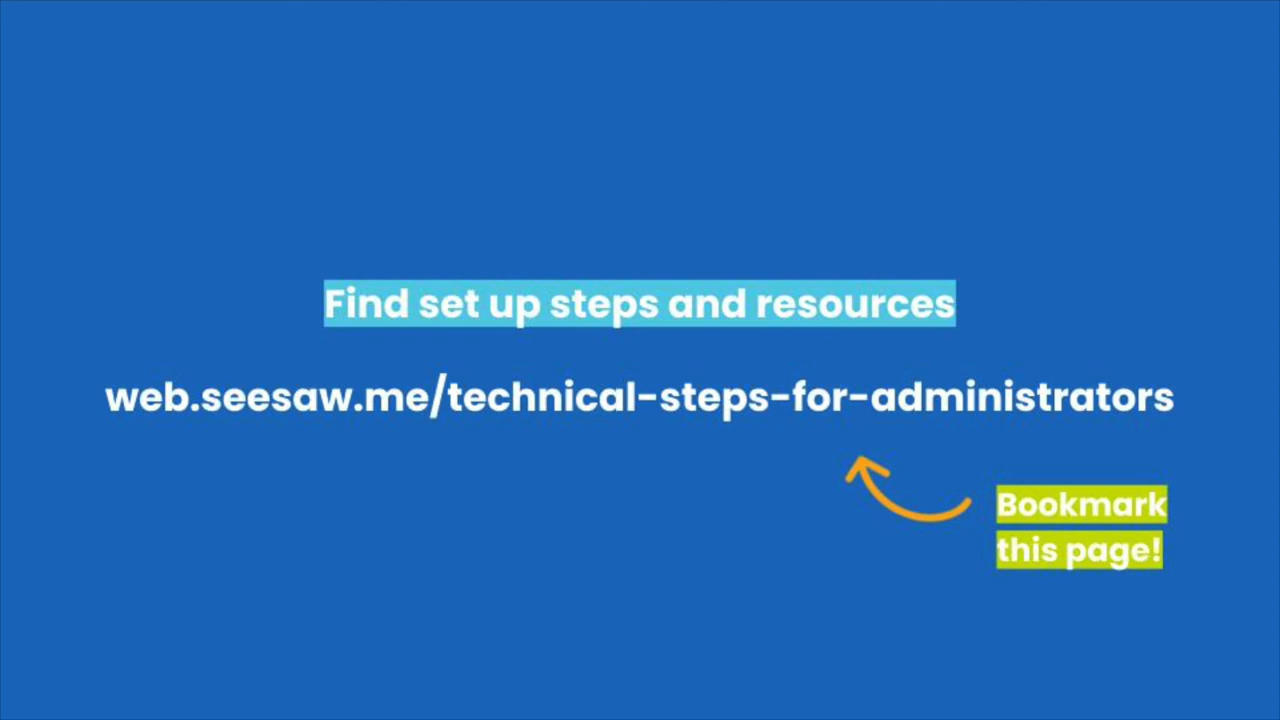 Find set up steps and resources
web.seesaw.me/technical-steps-for-administrators
Bookmark
this page!